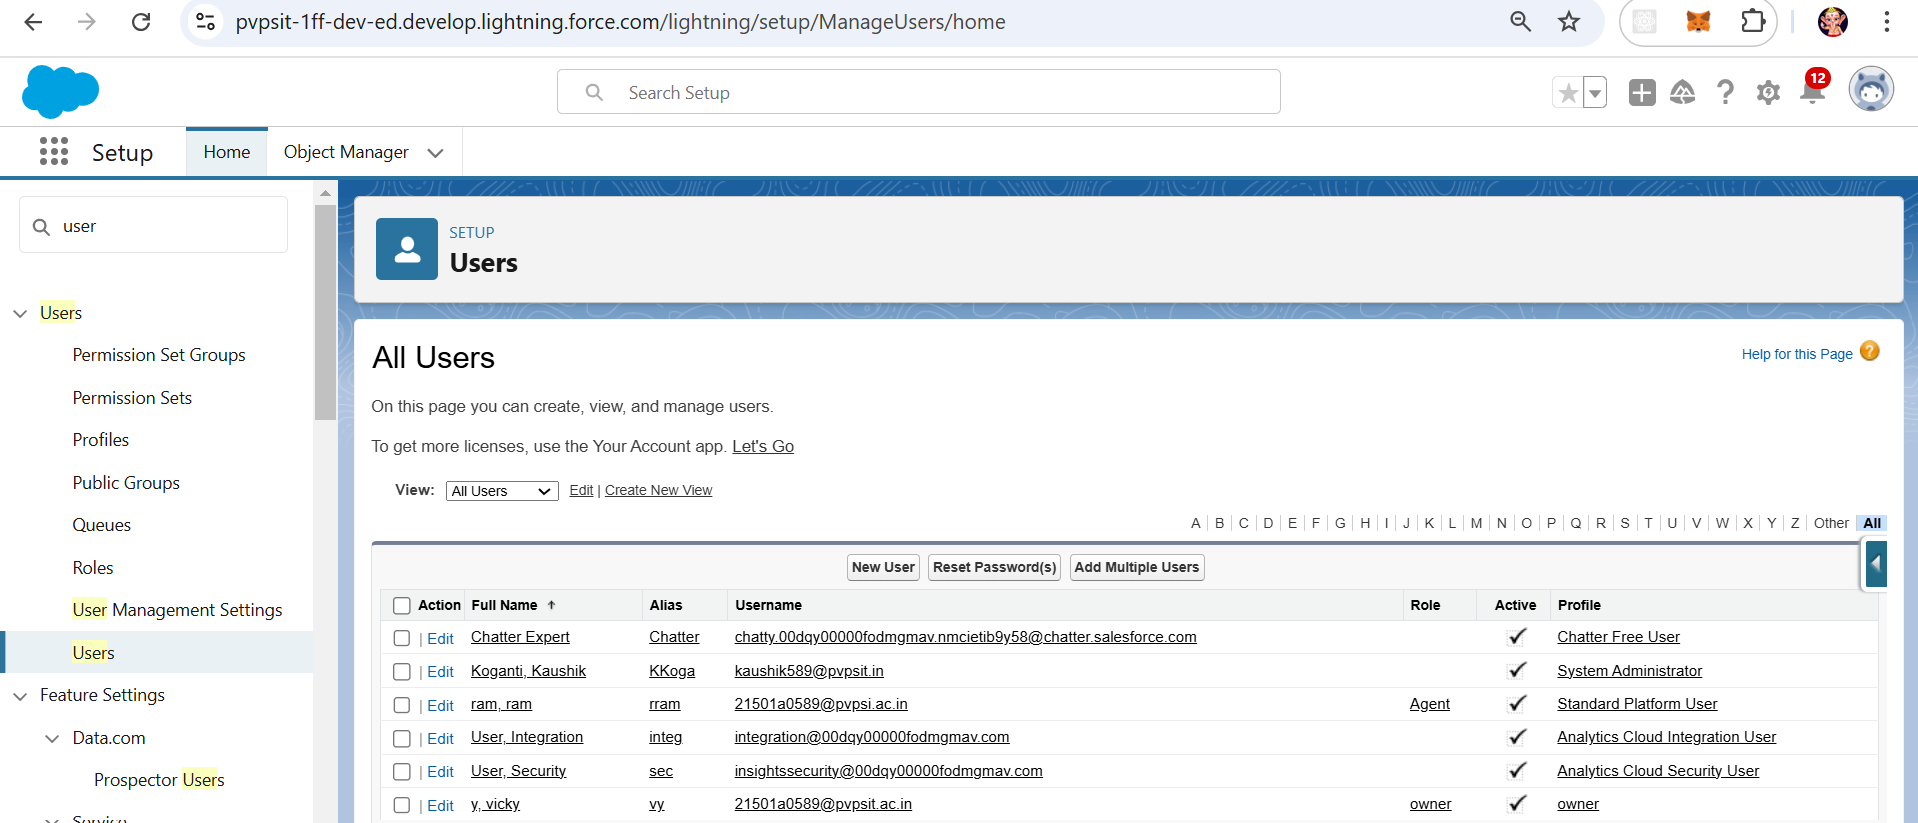 pvpsit-1ff-dev-ed.develop.lightning.force.com/lightning/setup/ManageUsers/home
Search Setup
12
Setup
Home
Object Manager
user
Users
Permission Set Groups
Permission Sets
Profiles
Public Groups
Queues
Roles
User Management Settings
Users
Feature Settings
Data.com
Prospector Users
Service
SETUP
Users
All Users
Help for this Page ?
On this page you can create, view, and manage users.
To get more licenses, use the Your Account app. Let's Go
View: All Users Edit | Create New View
A | B | C | D | E | F | G | H | I | J | K | L | M | N | O | P | Q | R | S | T | U | V | W | X | Y | Z | Other | All
New User Reset Password(s) Add Multiple Users
Action Full Name ↑ Alias Username Role Active Profile
| Edit Chatter Expert Chatter chatty.00dqy00000fodmgmav.nmcietib9y58@chatter.salesforce.com Chatter Free User
| Edit Koganti, Kaushik KKoga kaushik589@pvpsit.in System Administrator
| Edit ram, ram rram 21501a0589@pvpsi.ac.in Agent Standard Platform User
| Edit User, Integration integ integration@00dqy00000fodmgmav.com Analytics Cloud Integration User
| Edit User, Security sec insightssecurity@00dqy00000fodmgmav.com Analytics Cloud Security User
| Edit y, vicky vy 21501a0589@pvpsit.ac.in owner owner